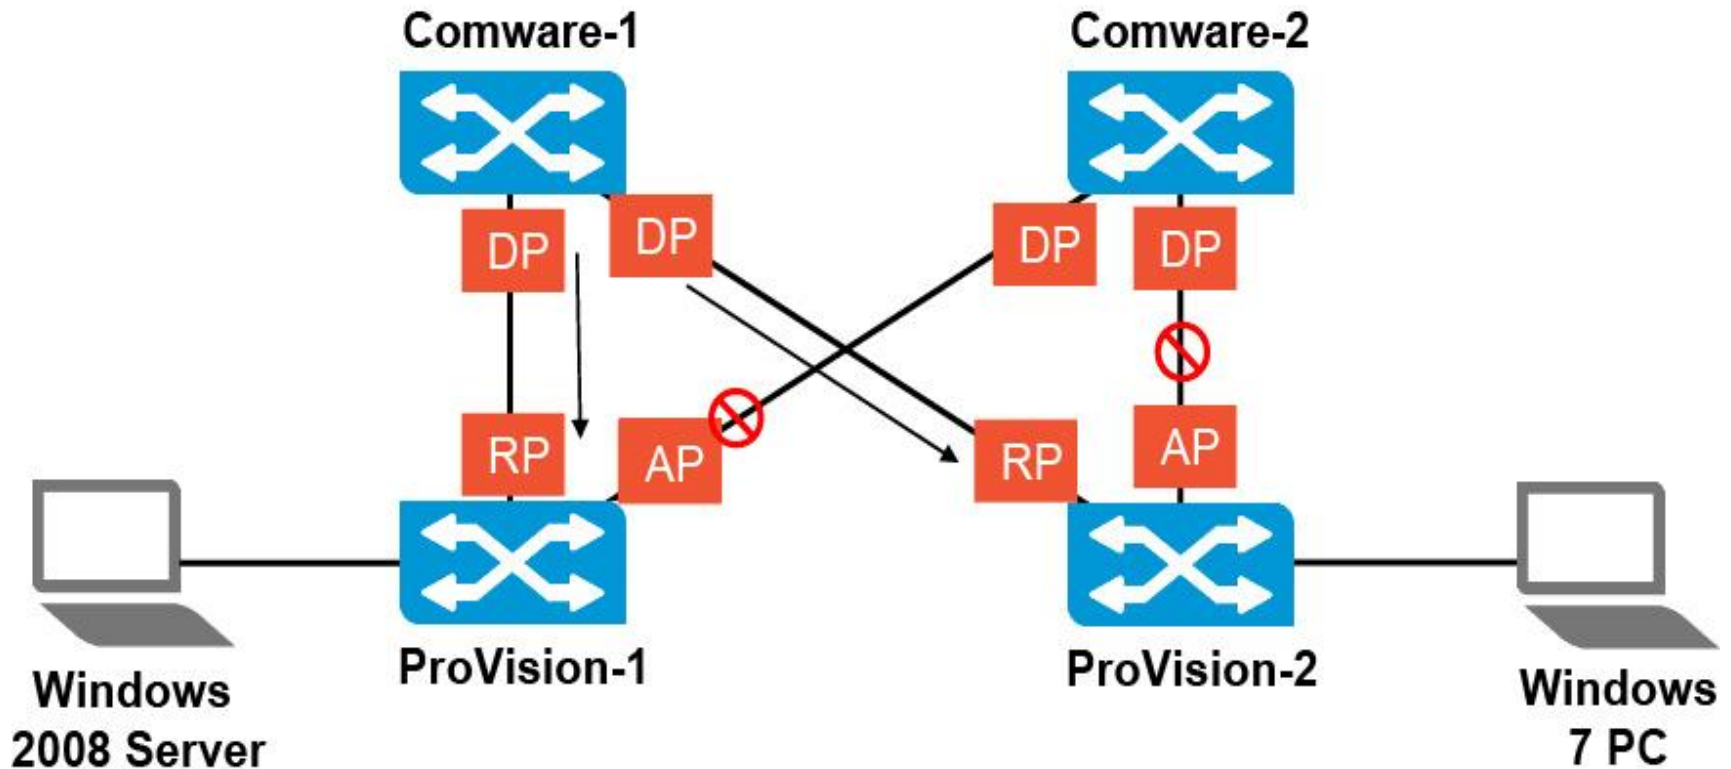 Comware-1
Comware-2
DP
DP
DP
DP
RP
AP
RP
AP
ProVision-1
ProVision-2
Windows
2008 Server
Windows
7 PC